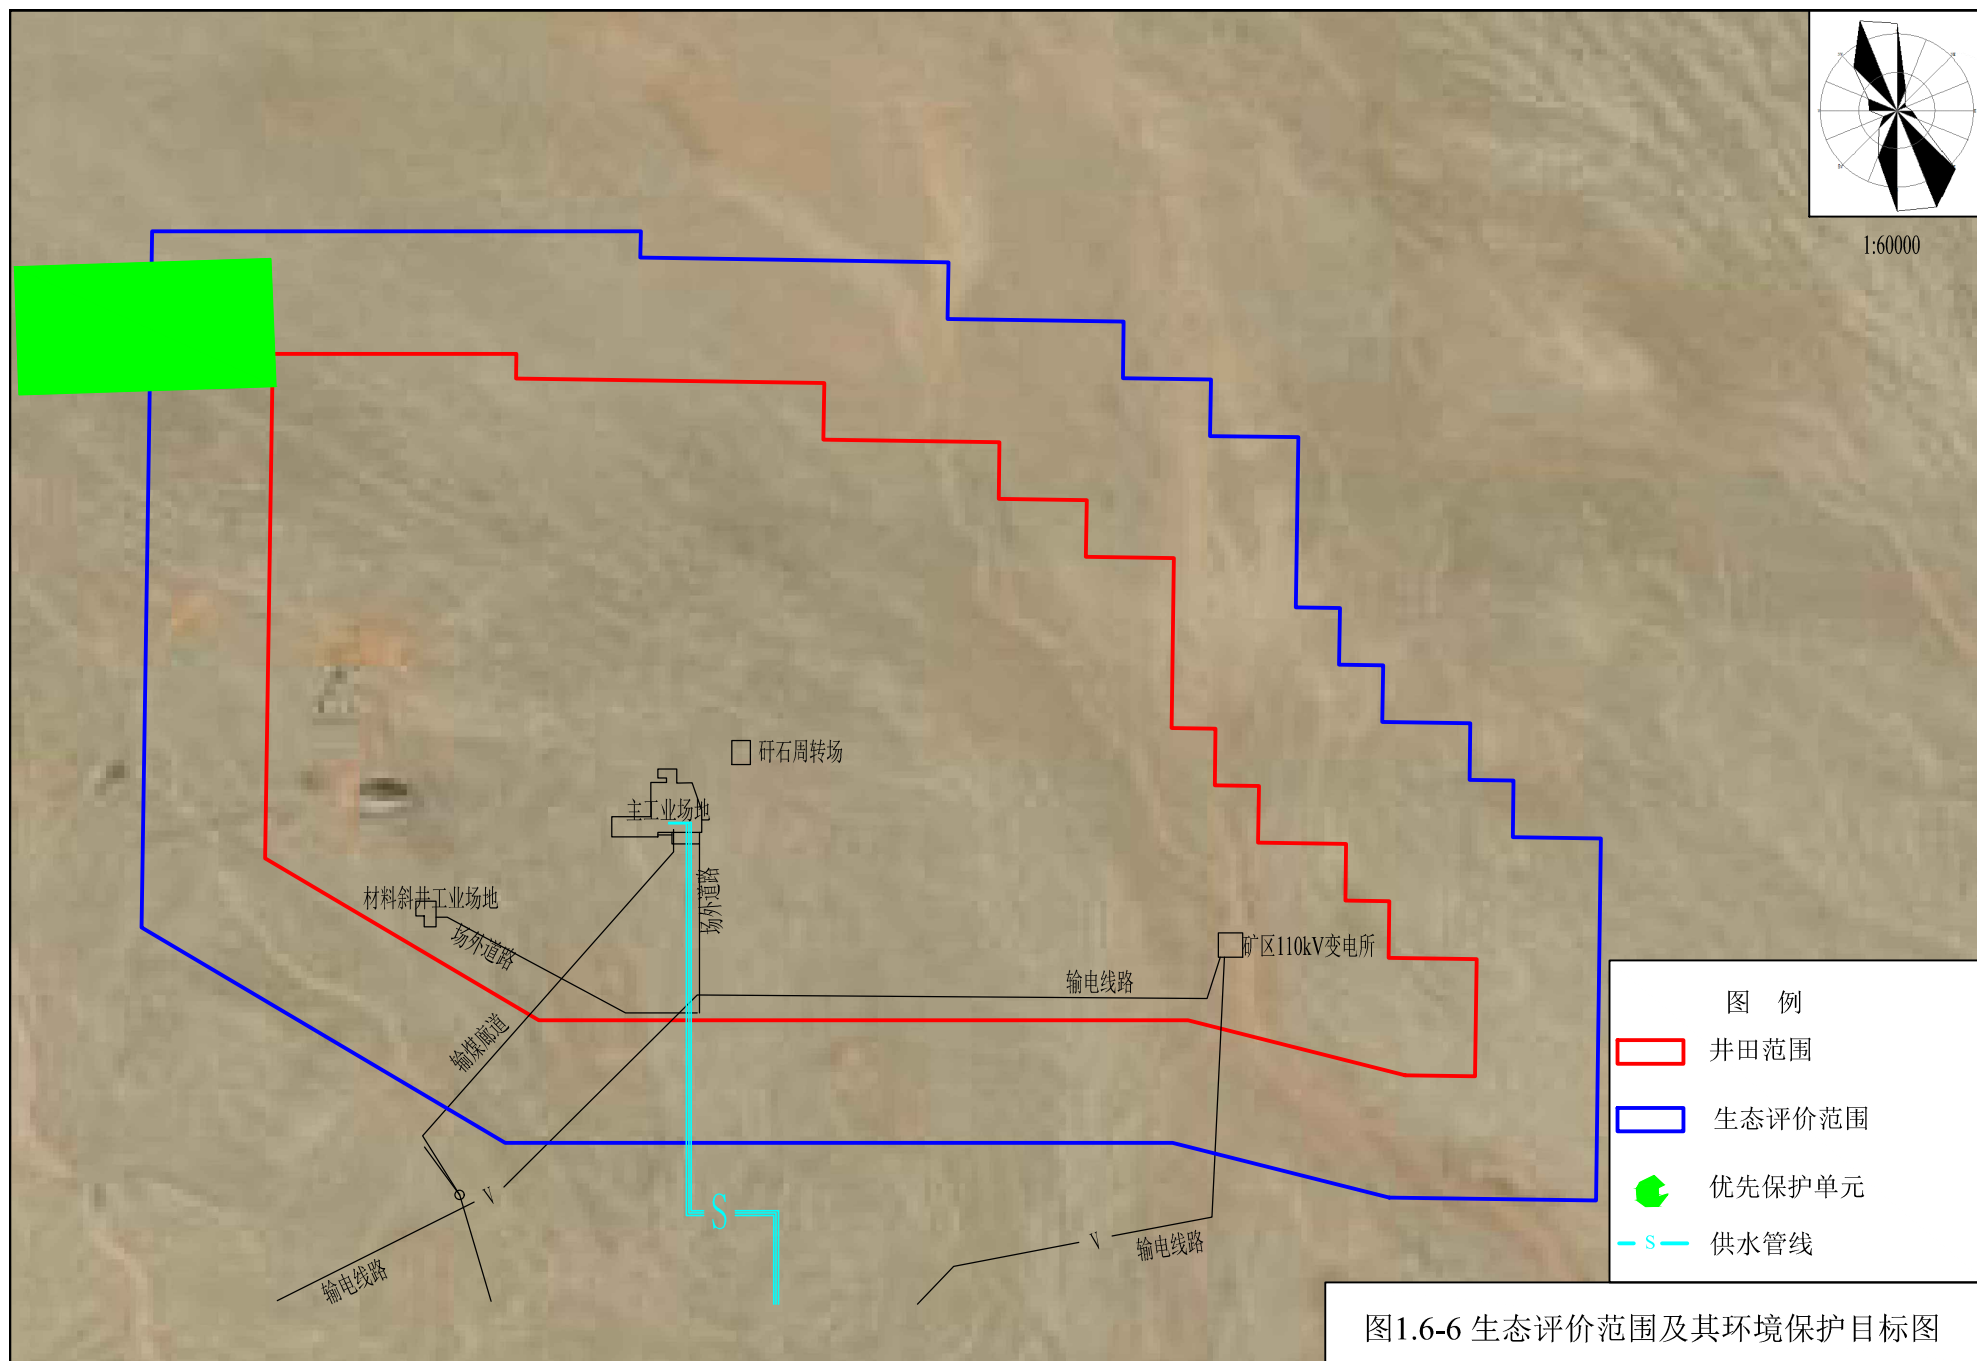 1:60000
矸石周转场
主工业场地
材料斜井工业场地
场外道路
场外道路
矿区110kV变电所
输电线路
输煤廊道
V
S
V
输电线路
输电线路
图 例
井田范围
生态评价范围
优先保护单元
S
供水管线
图1.6-6 生态评价范围及其环境保护目标图